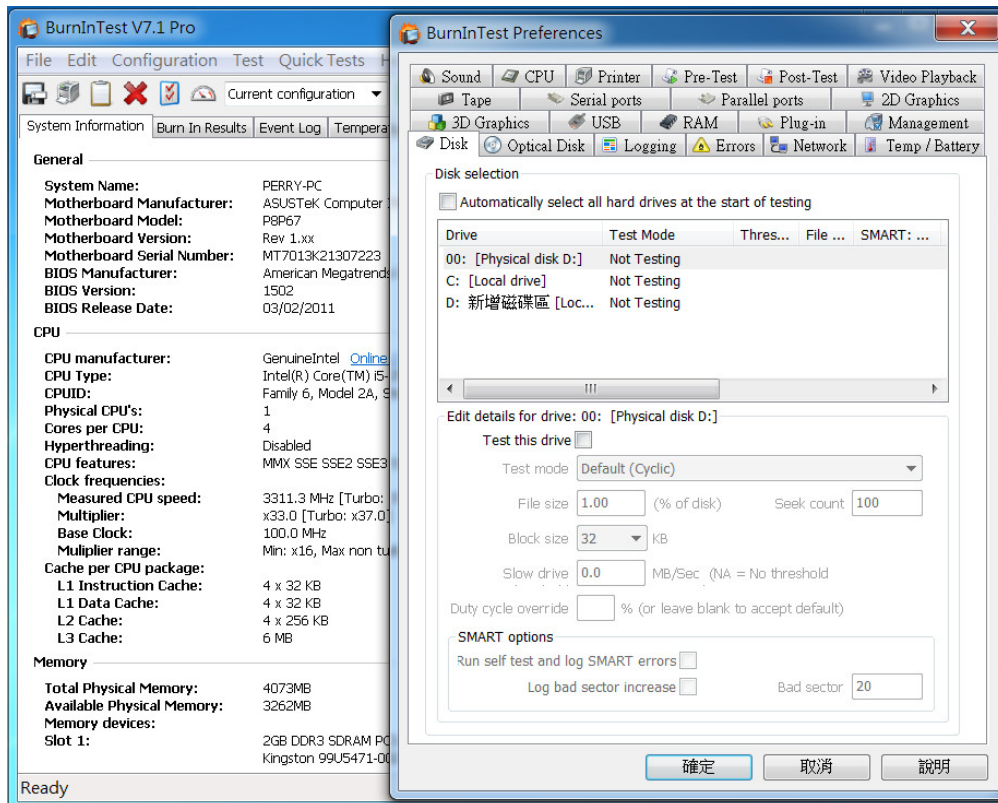 BurnInTest V7.1 Pro
File Edit Configuration Test Quick Tests H
Current configuration
System Information Burn In Results Event Log Tempera
General
System Name: PERRY-PC
Motherboard Manufacturer: ASUSTeK Computer
Motherboard Model: P8P67
Motherboard Version: Rev 1.xx
Motherboard Serial Number: MT7013K21307223
BIOS Manufacturer: American Megatrends
BIOS Version: 1502
BIOS Release Date: 03/02/2011
CPU
CPU manufacturer: GenuineIntel Online
CPU Type: Intel(R) Core(TM) i5-
CPUID: Family 6, Model 2A, S
Physical CPU's: 1
Cores per CPU: 4
Hyperthreading: Disabled
CPU features: MMX SSE SSE2 SSE3
Clock frequencies:
Measured CPU speed: 3311.3 MHz [Turbo:
Multiplier: x33.0 [Turbo: x37.0]
Base Clock: 100.0 MHz
Muliplier range: Min: x16, Max non tu
Cache per CPU package:
L1 Instruction Cache: 4 x 32 KB
L1 Data Cache: 4 x 32 KB
L2 Cache: 4 x 256 KB
L3 Cache: 6 MB
Memory
Total Physical Memory: 4073MB
Available Physical Memory: 3262MB
Memory devices:
Slot 1: 2GB DDR3 SDRAM PC
Kingston 99U5471-00
Ready
BurnInTest Preferences
Sound CPU Printer Pre-Test Post-Test Video Playback
Tape Serial ports Parallel ports 2D Graphics
3D Graphics USB RAM Plug-in Management
Disk Optical Disk Logging Errors Network Temp / Battery
Disk selection
Automatically select all hard drives at the start of testing
Drive Test Mode Thres... File ... SMART: ...
00: [Physical disk D:] Not Testing
C: [Local drive] Not Testing
D: 新增磁碟區 [Loc... Not Testing
Edit details for drive: 00: [Physical disk D:]
Test this drive
Test mode Default (Cyclic)
File size 1.00 (% of disk) Seek count 100
Block size 32 KB
Slow drive 0.0 MB/Sec (NA = No threshold
Duty cycle override % (or leave blank to accept default)
SMART options
Run self test and log SMART errors
Log bad sector increase Bad sector 20
確定 取消 說明